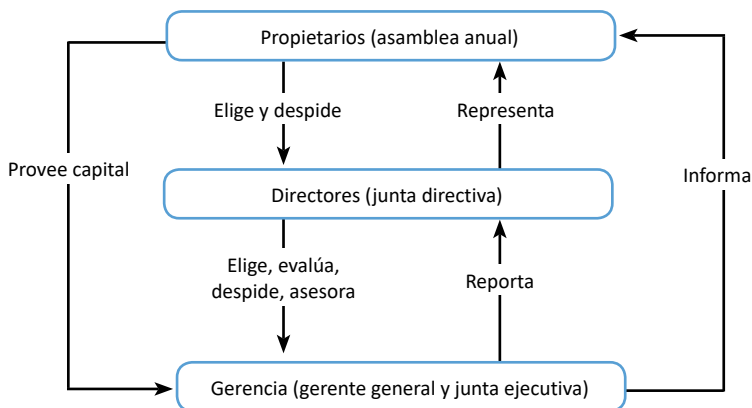 Propietarios (asamblea anual)
Elige y despide
Representa
Provee capital
Informa
Directores (junta directiva)
Elige, evalúa,
despide, asesora
Reporta
Gerencia (gerente general y junta ejecutiva)